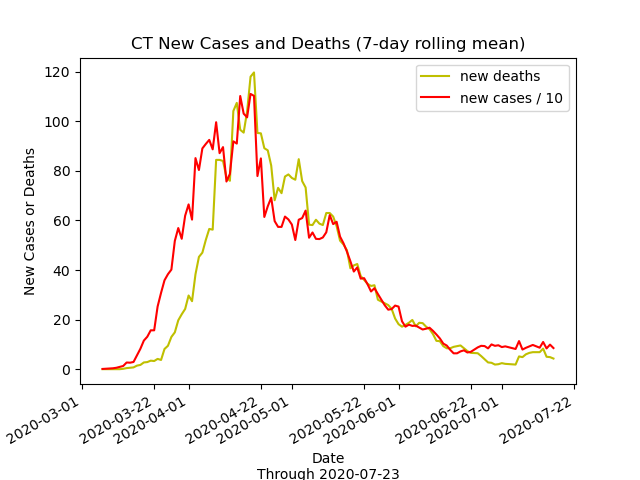 CT New Cases and Deaths (7-day rolling mean)
new deaths
new cases / 10
120
100
80
60
40
20
0
New Cases or Deaths
2020-03-01
2020-03-22
2020-04-01
2020-04-22
2020-05-01
2020-05-22
2020-06-01
2020-06-22
2020-07-01
2020-07-22
Date
Through 2020-07-23